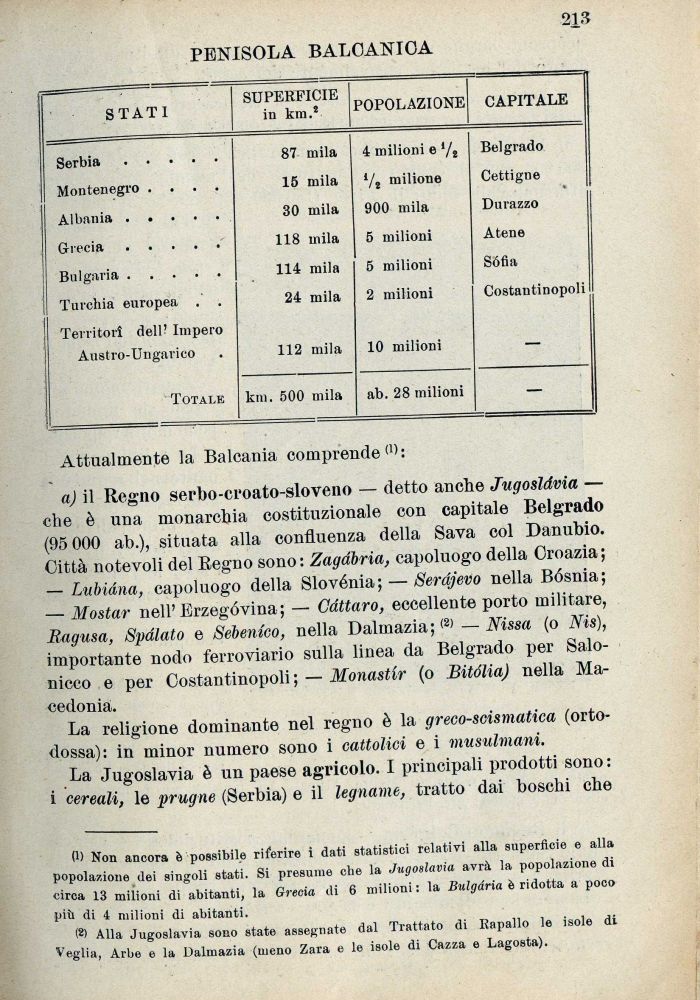 213
PENISOLA BALCANICA
STATI SUPERFICIE in km.² POPOLAZIONE CAPITALE
Serbia . . . . . 87 mila 4 milioni e ¹/₂ Belgrado
Montenegro . . . . 15 mila ¹/₂ milione Cettigne
Albania . . . . . 30 mila 900 mila Durazzo
Grecia . . . . . 118 mila 5 milioni Atene
Bulgaria . . . . . 114 mila 5 milioni Sófia
Turchia europea . . 24 mila 2 milioni Costantinopoli
Territorî dell' Impero
Austro-Ungarico . 112 mila 10 milioni —
TOTALE km. 500 mila ab. 28 milioni —
Attualmente la Balcania comprende (1):
a) il Regno serbo-croato-sloveno — detto anche Jugoslávia —
che è una monarchia costituzionale con capitale Belgrado
(95 000 ab.), situata alla confluenza della Sava col Danubio.
Città notevoli del Regno sono: Zagábria, capoluogo della Croazia;
— Lubiána, capoluogo della Slovénia; — Serájevo nella Bósnia;
— Mostar nell' Erzegóvina; — Cáttaro, eccellente porto militare,
Ragusa, Spálato e Sebeníco, nella Dalmazia; (2) — Nissa (o Nis),
importante nodo ferroviario sulla linea da Belgrado per Salo-
nicco e per Costantinopoli; — Monastír (o Bitólia) nella Ma-
cedonia.
La religione dominante nel regno è la greco-scismatica (orto-
dossa): in minor numero sono i cattolici e i musulmani.
La Jugoslavia è un paese agricolo. I principali prodotti sono:
i cereali, le prugne (Serbia) e il legname, tratto dai boschi che
(1) Non ancora è possibile riferire i dati statistici relativi alla superficie e alla
popolazione dei singoli stati. Si presume che la Jugoslavia avrà la popolazione di
circa 13 milioni di abitanti, la Grecia di 6 milioni: la Bulgária è ridotta a poco
più di 4 milioni di abitanti.
(2) Alla Jugoslavia sono state assegnate dal Trattato di Rapallo le isole di
Veglia, Arbe e la Dalmazia (meno Zara e le isole di Cazza e Lagosta).